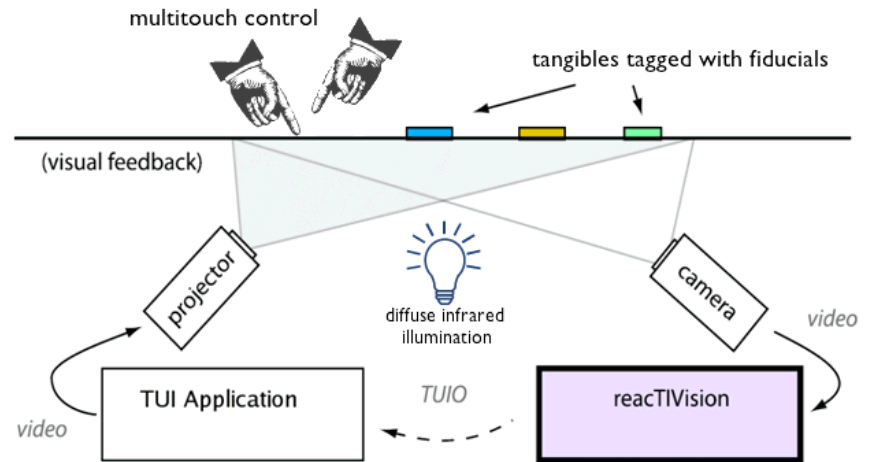 multitouch control
tangibles tagged with fiducials
(visual feedback)
projector
camera
diffuse infrared
illumination
video
TUI Application
TUIO
reacTIVision
video